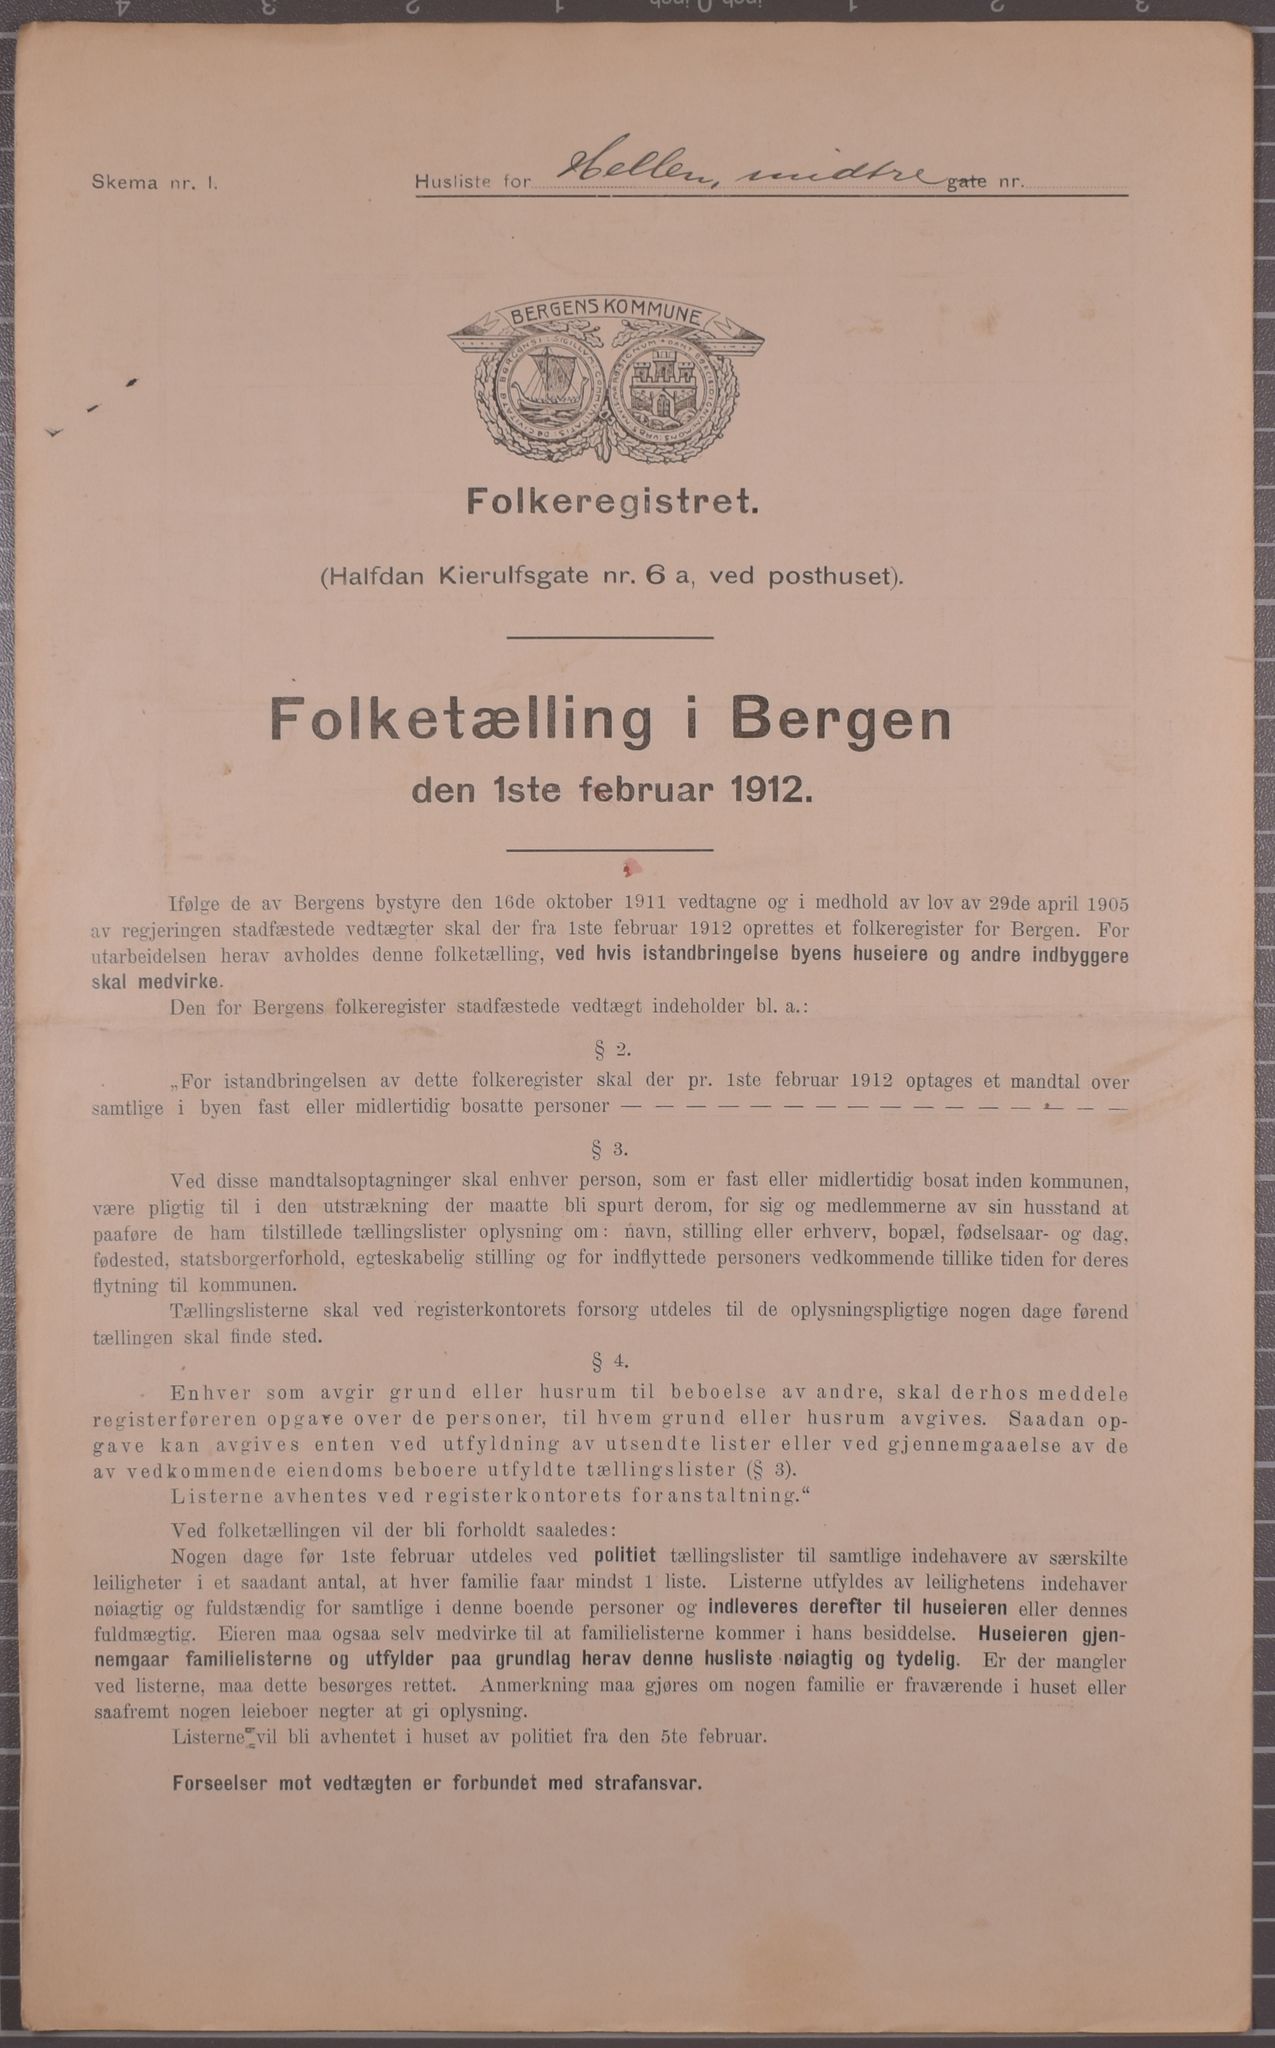 Skema nr. 1.
Husliste for Hellen, midtre gate nr.
BERGENS KOMMUNE
Folkeregistret.
(Halfdan Kierulfsgate nr. 6 a, ved posthuset).
Folketælling i Bergen
den 1ste februar 1912.
Ifølge de av Bergens bystyre den 16de oktober 1911 vedtagne og i medhold av lov av 29de april 1905
av regjeringen stadfæstede vedtægter skal der fra 1ste februar 1912 oprettes et folkeregister for Bergen. For
utarbeidelsen herav avholdes denne folketælling, ved hvis istandbringelse byens huseiere og andre indbyggere
skal medvirke.
Den for Bergens folkeregister stadfæstede vedtægt indeholder bl. a.:
§ 2.
„For istandbringelsen av dette folkeregister skal der pr. 1ste februar 1912 optages et mandtal over
samtlige i byen fast eller midlertidig bosatte personer — — — — — — — — — — — — — — — —
§ 3.
Ved disse mandtalsoptagninger skal enhver person, som er fast eller midlertidig bosat inden kommunen,
være pligtig til i den utstrækning der maatte bli spurt derom, for sig og medlemmerne av sin husstand at
paaføre de ham tilstillede tællingslister oplysning om: navn, stilling eller erhverv, bopæl, fødselsaar- og dag,
fødested, statsborgerforhold, egteskabelig stilling og for indflyttede personers vedkommende tillike tiden for deres
flytning til kommunen.
Tællingslisterne skal ved registerkontorets forsorg utdeles til de oplysningspligtige nogen dage førend
tællingen skal finde sted.
§ 4.
Enhver som avgir grund eller husrum til beboelse av andre, skal derhos meddele
registerføreren opgave over de personer, til hvem grund eller husrum avgives. Saadan op-
gave kan avgives enten ved utfyldning av utsendte lister eller ved gjennemgaaelse av de
av vedkommende eiendoms beboere utfyldte tællingslister (§ 3).
Listerne avhentes ved registerkontorets foranstaltning.“
Ved folketællingen vil der bli forholdt saaledes:
Nogen dage før 1ste februar utdeles ved politiet tællingslister til samtlige indehavere av særskilte
leiligheter i et saadant antal, at hver familie faar mindst 1 liste. Listerne utfyldes av leilighetens indehaver
nøiagtig og fuldstændig for samtlige i denne boende personer og indleveres derefter til huseieren eller dennes
fuldmægtig. Eieren maa ogsaa selv medvirke til at familielisterne kommer i hans besiddelse. Huseieren gjen-
nemgaar familielisterne og utfylder paa grundlag herav denne husliste nøiagtig og tydelig. Er der mangler
ved listerne, maa dette besørges rettet. Anmerkning maa gjøres om nogen familie er fraværende i huset eller
saafremt nogen leieboer negter at gi oplysning.
Listerne vil bli avhentet i huset av politiet fra den 5te februar.
Forseelser mot vedtægten er forbundet med strafansvar.